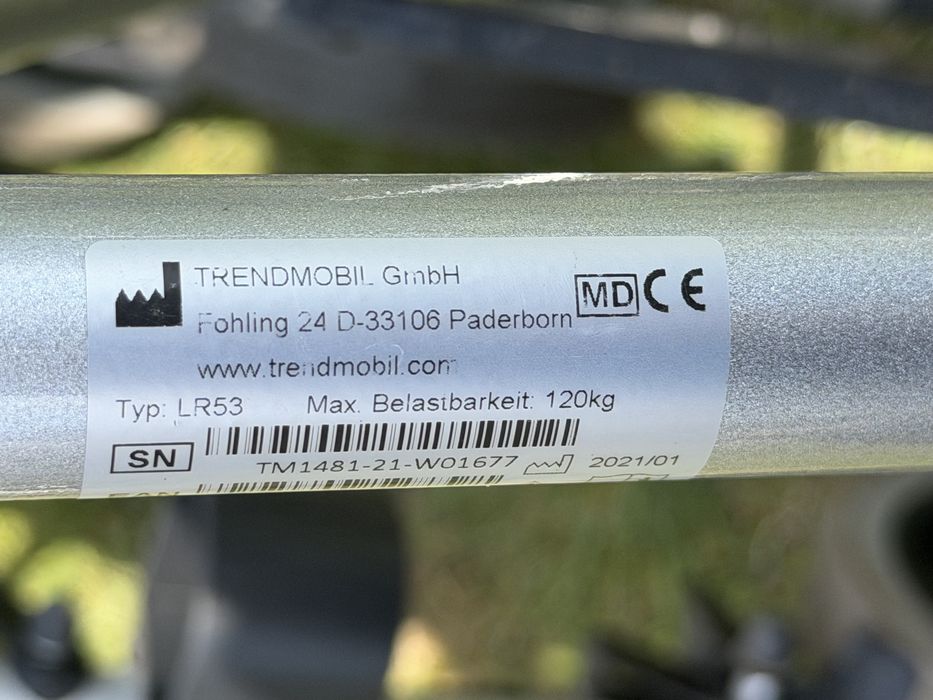 TRENDMOBIL GmbH
Fohling 24 D-33106 Paderborn
www.trendmobil.com
MD CE
Typ: LR53 Max. Belastbarkeit: 120kg
SN
TM1481-21-W01677 2021/01